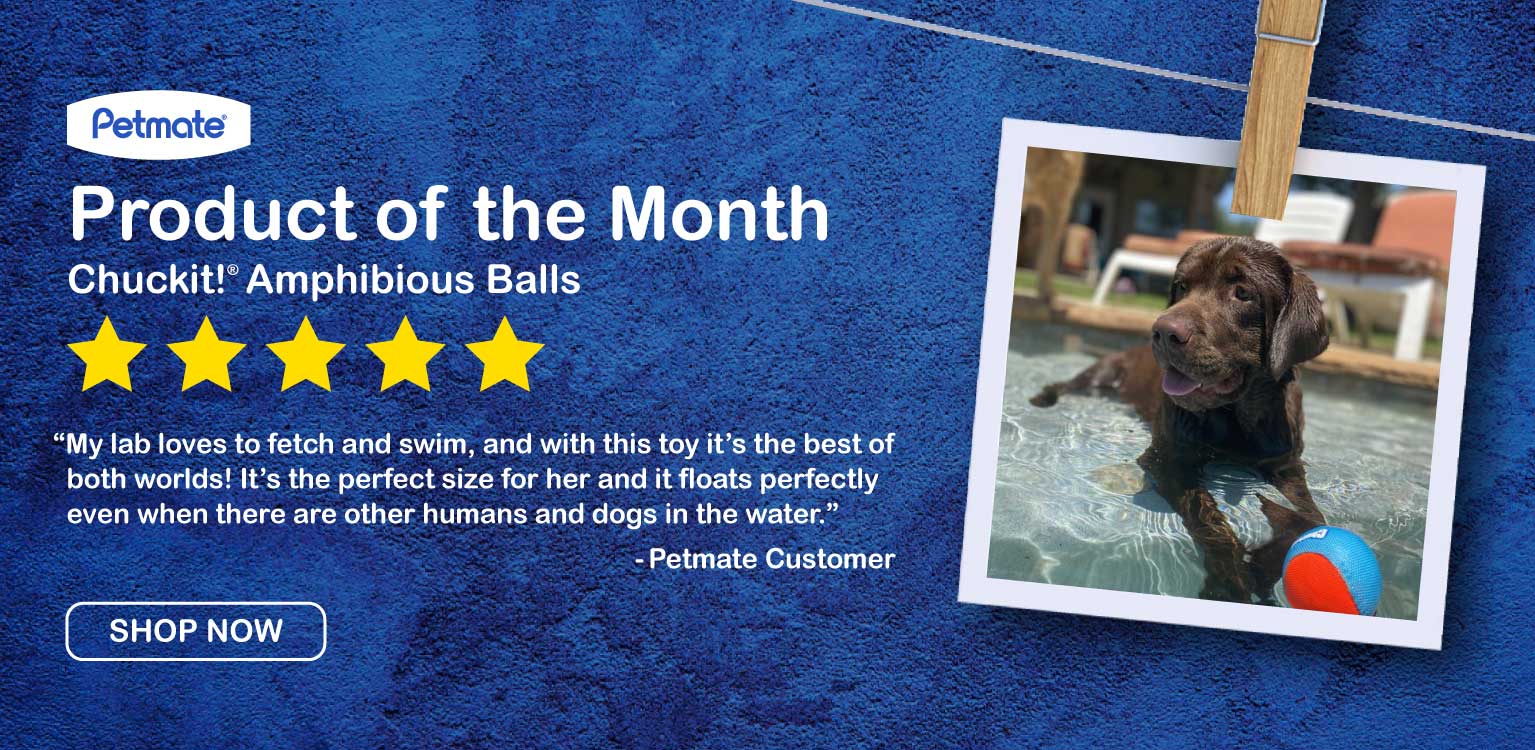 Petmate®
Product of the Month
Chuckit!® Amphibious Balls
“My lab loves to fetch and swim, and with this toy it’s the best of
both worlds! It’s the perfect size for her and it floats perfectly
even when there are other humans and dogs in the water.”
- Petmate Customer
SHOP NOW